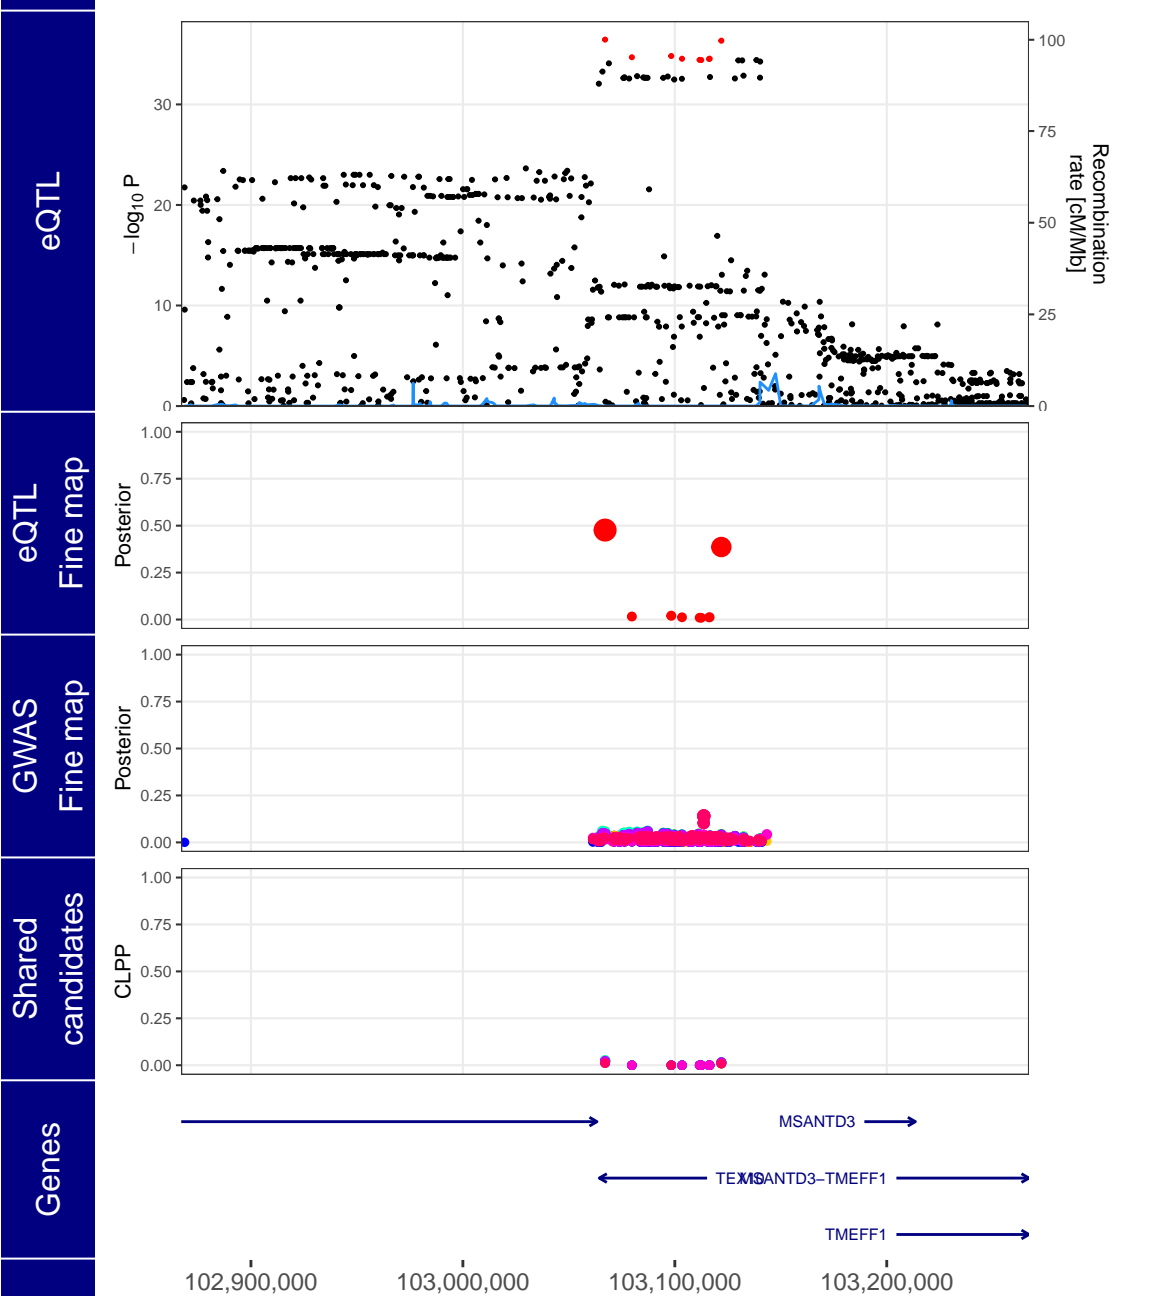 eQTL
−log10 P
30
20
10
0
100
75
50
25
0
Recombination
rate [cM/Mb]
eQTL
Fine map
Posterior
1.00
0.75
0.50
0.25
0.00
GWAS
Fine map
Posterior
1.00
0.75
0.50
0.25
0.00
Shared
candidates
CLPP
1.00
0.75
0.50
0.25
0.00
Genes
MSANTD3
TEX10
MSANTD3−TMEFF1
TMEFF1
102,900,000
103,000,000
103,100,000
103,200,000